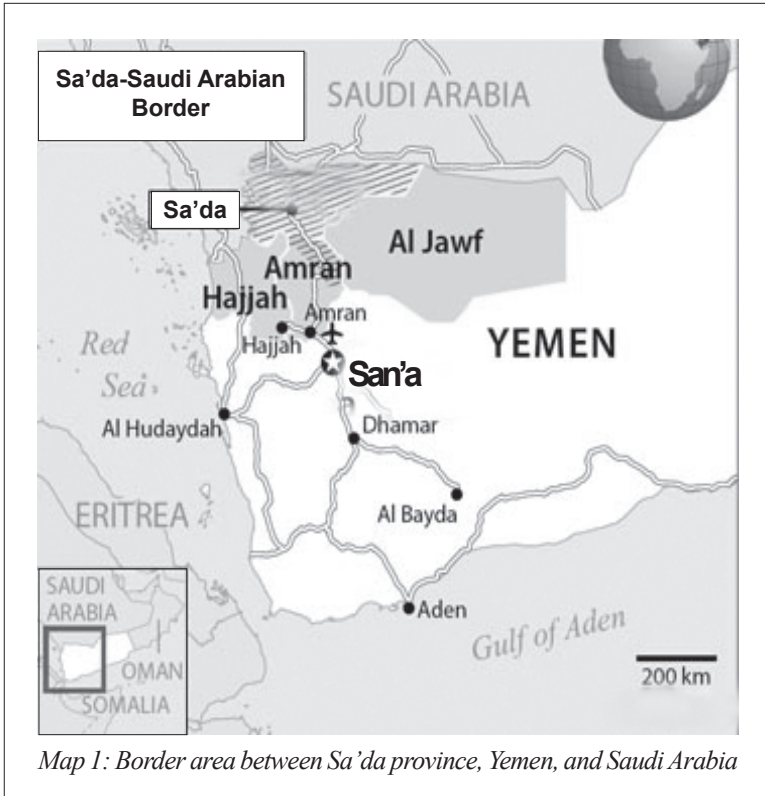 Sa'da-Saudi Arabian
Border
SAUDI ARABIA
Sa'da
Al Jawf
Amran
Hajjah
Amran
Hajjah
YEMEN
Red
Sea
San'a
Al Hudaydah
Dhamar
ERITREA
Al Bayda
SAUDI
ARABIA
Aden
Gulf of Aden
OMAN
SOMALIA
200 km
Map 1: Border area between Sa'da province, Yemen, and Saudi Arabia